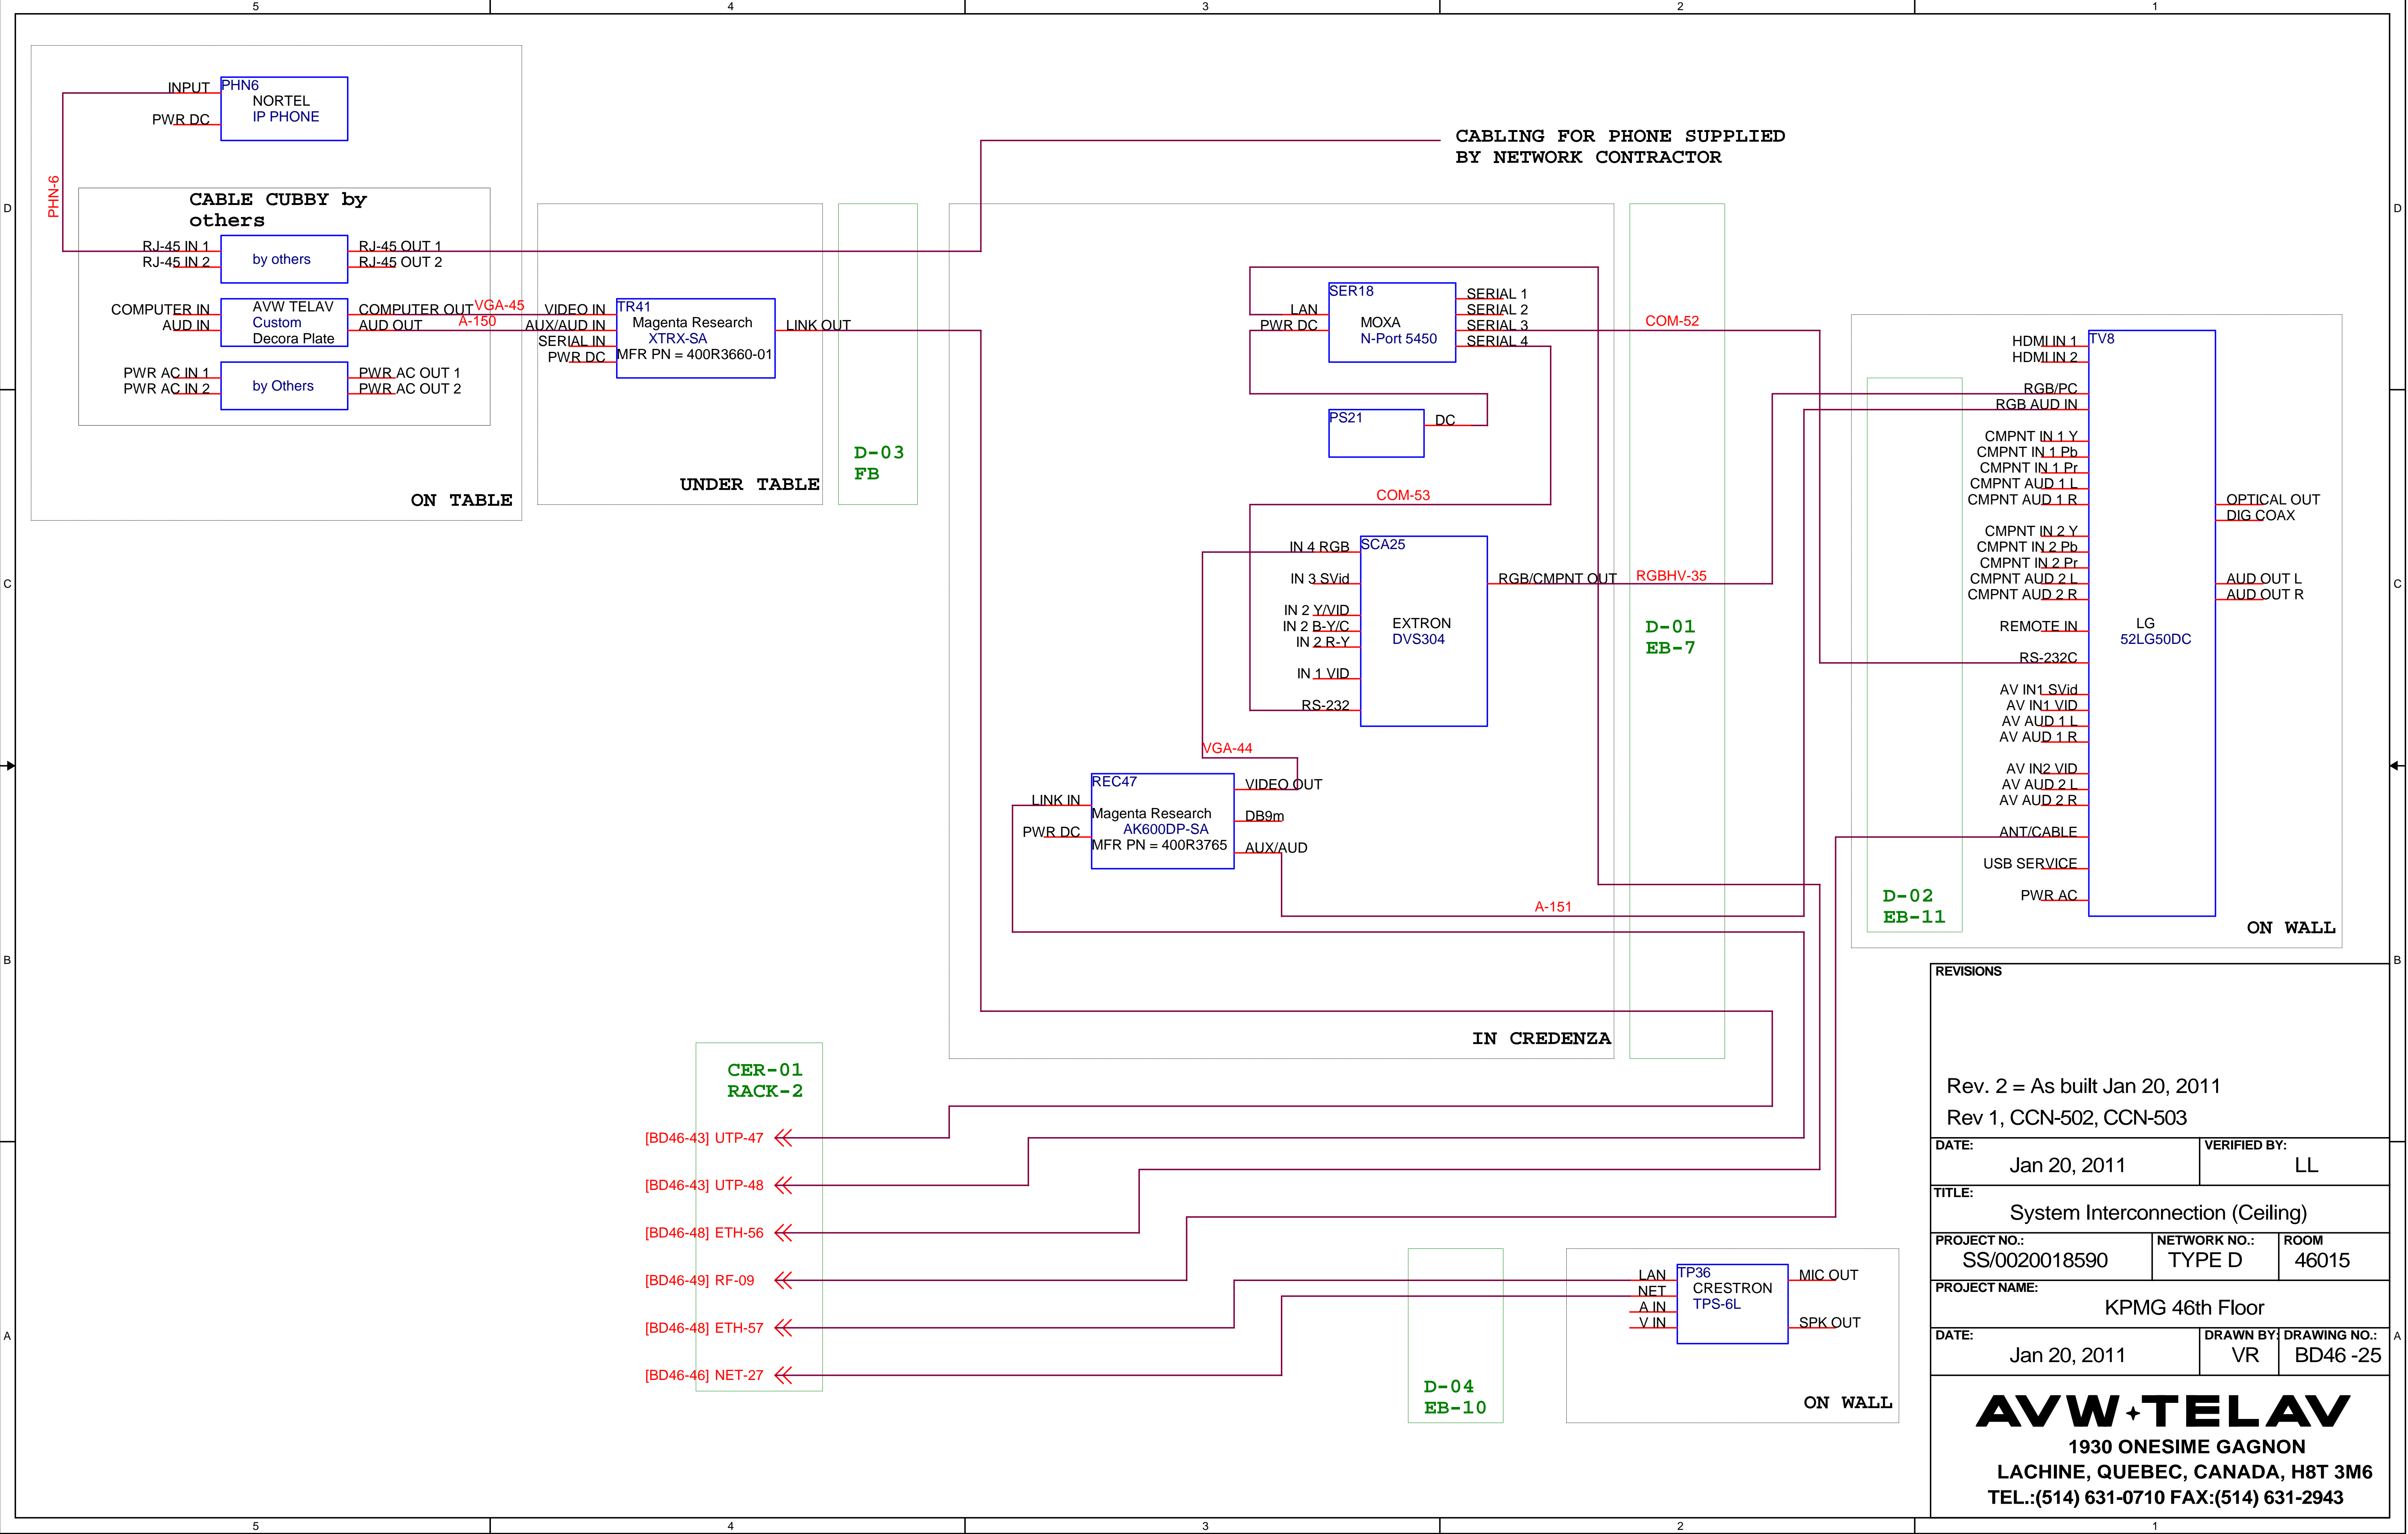 5 4 3 2 1
D
C
B
A
INPUT
PWR DC
PHN6
NORTEL
IP PHONE
PHN-6
CABLE CUBBY by
others
RJ-45 IN 1
RJ-45 IN 2
by others
RJ-45 OUT 1
RJ-45 OUT 2
COMPUTER IN
AUD IN
AVW TELAV
Custom
Decora Plate
COMPUTER OUT
AUD OUT
VGA-45
A-150
PWR AC IN 1
PWR AC IN 2
by Others
PWR AC OUT 1
PWR AC OUT 2
ON TABLE
VIDEO IN
AUX/AUD IN
SERIAL IN
PWR DC
TR41
Magenta Research
XTRX-SA
MFR PN = 400R3660-01
LINK OUT
UNDER TABLE
D-03
FB
CABLING FOR PHONE SUPPLIED
BY NETWORK CONTRACTOR
LAN
PWR DC
SER18
MOXA
N-Port 5450
SERIAL 1
SERIAL 2
SERIAL 3
SERIAL 4
COM-52
PS21
DC
COM-53
IN 4 RGB
IN 3 SVid
IN 2 Y/VID
IN 2 B-Y/C
IN 2 R-Y
IN 1 VID
RS-232
SCA25
EXTRON
DVS304
RGB/CMPNT OUT
RGBHV-35
D-01
EB-7
VGA-44
LINK IN
PWR DC
REC47
Magenta Research
AK600DP-SA
MFR PN = 400R3765
VIDEO OUT
DB9m
AUX/AUD
A-151
IN CREDENZA
HDMI IN 1
HDMI IN 2
RGB/PC
RGB AUD IN
CMPNT IN 1 Y
CMPNT IN 1 Pb
CMPNT IN 1 Pr
CMPNT AUD 1 L
CMPNT AUD 1 R
CMPNT IN 2 Y
CMPNT IN 2 Pb
CMPNT IN 2 Pr
CMPNT AUD 2 L
CMPNT AUD 2 R
REMOTE IN
RS-232C
AV IN1 SVid
AV IN1 VID
AV AUD 1 L
AV AUD 1 R
AV IN2 VID
AV AUD 2 L
AV AUD 2 R
ANT/CABLE
USB SERVICE
PWR AC
TV8
LG
52LG50DC
OPTICAL OUT
DIG COAX
AUD OUT L
AUD OUT R
D-02
EB-11
ON WALL
CER-01
RACK-2
[BD46-43] UTP-47
[BD46-43] UTP-48
[BD46-48] ETH-56
[BD46-49] RF-09
[BD46-48] ETH-57
[BD46-46] NET-27
D-04
EB-10
LAN
NET
A IN
V IN
TP36
CRESTRON
TPS-6L
MIC OUT
SPK OUT
ON WALL
REVISIONS
Rev. 2 = As built Jan 20, 2011
Rev 1, CCN-502, CCN-503
DATE:
Jan 20, 2011
VERIFIED BY:
LL
TITLE:
System Interconnection (Ceiling)
PROJECT NO.:
SS/0020018590
NETWORK NO.:
TYPE D
ROOM
46015
PROJECT NAME:
KPMG 46th Floor
DATE:
Jan 20, 2011
DRAWN BY:
VR
DRAWING NO.:
BD46 -25
AVW+TELAV
1930 ONESIME GAGNON
LACHINE, QUEBEC, CANADA, H8T 3M6
TEL.:(514) 631-0710 FAX:(514) 631-2943
D
C
B
A
5 4 3 2 1